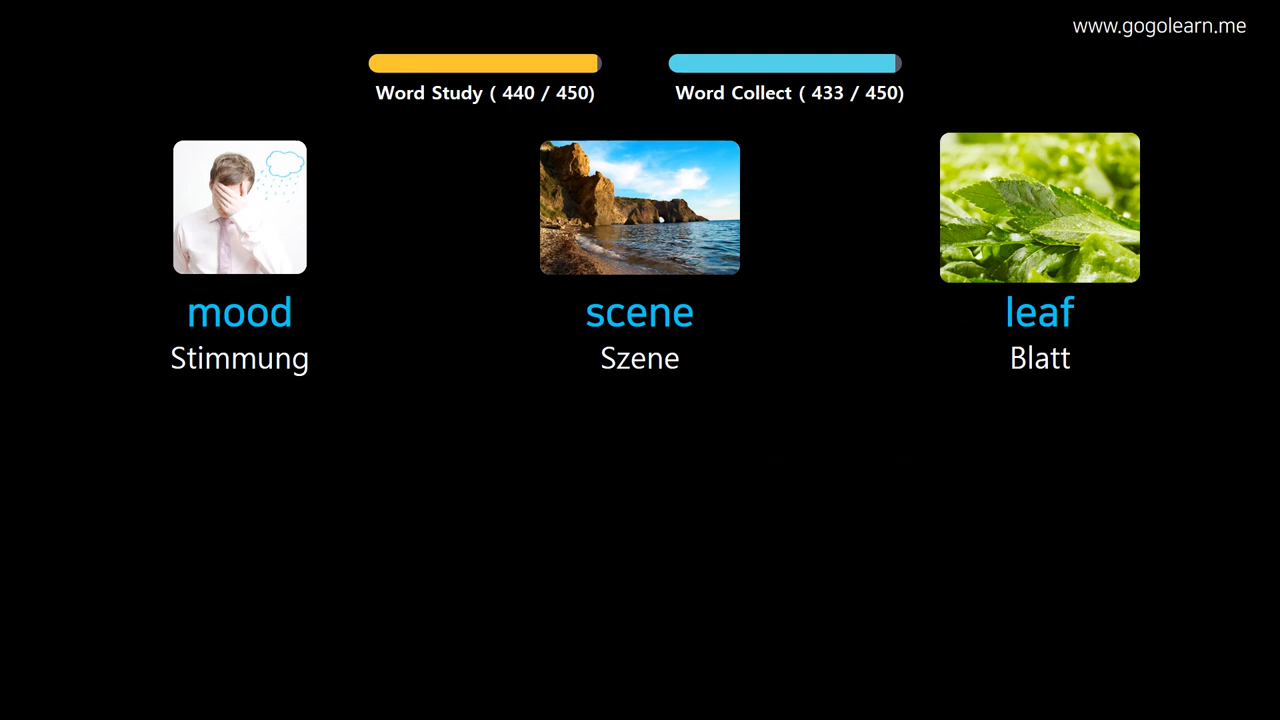 www.gogolearn.me
Word Study ( 440 / 450)
Word Collect ( 433 / 450)
mood
scene
leaf
Stimmung
Szene
Blatt